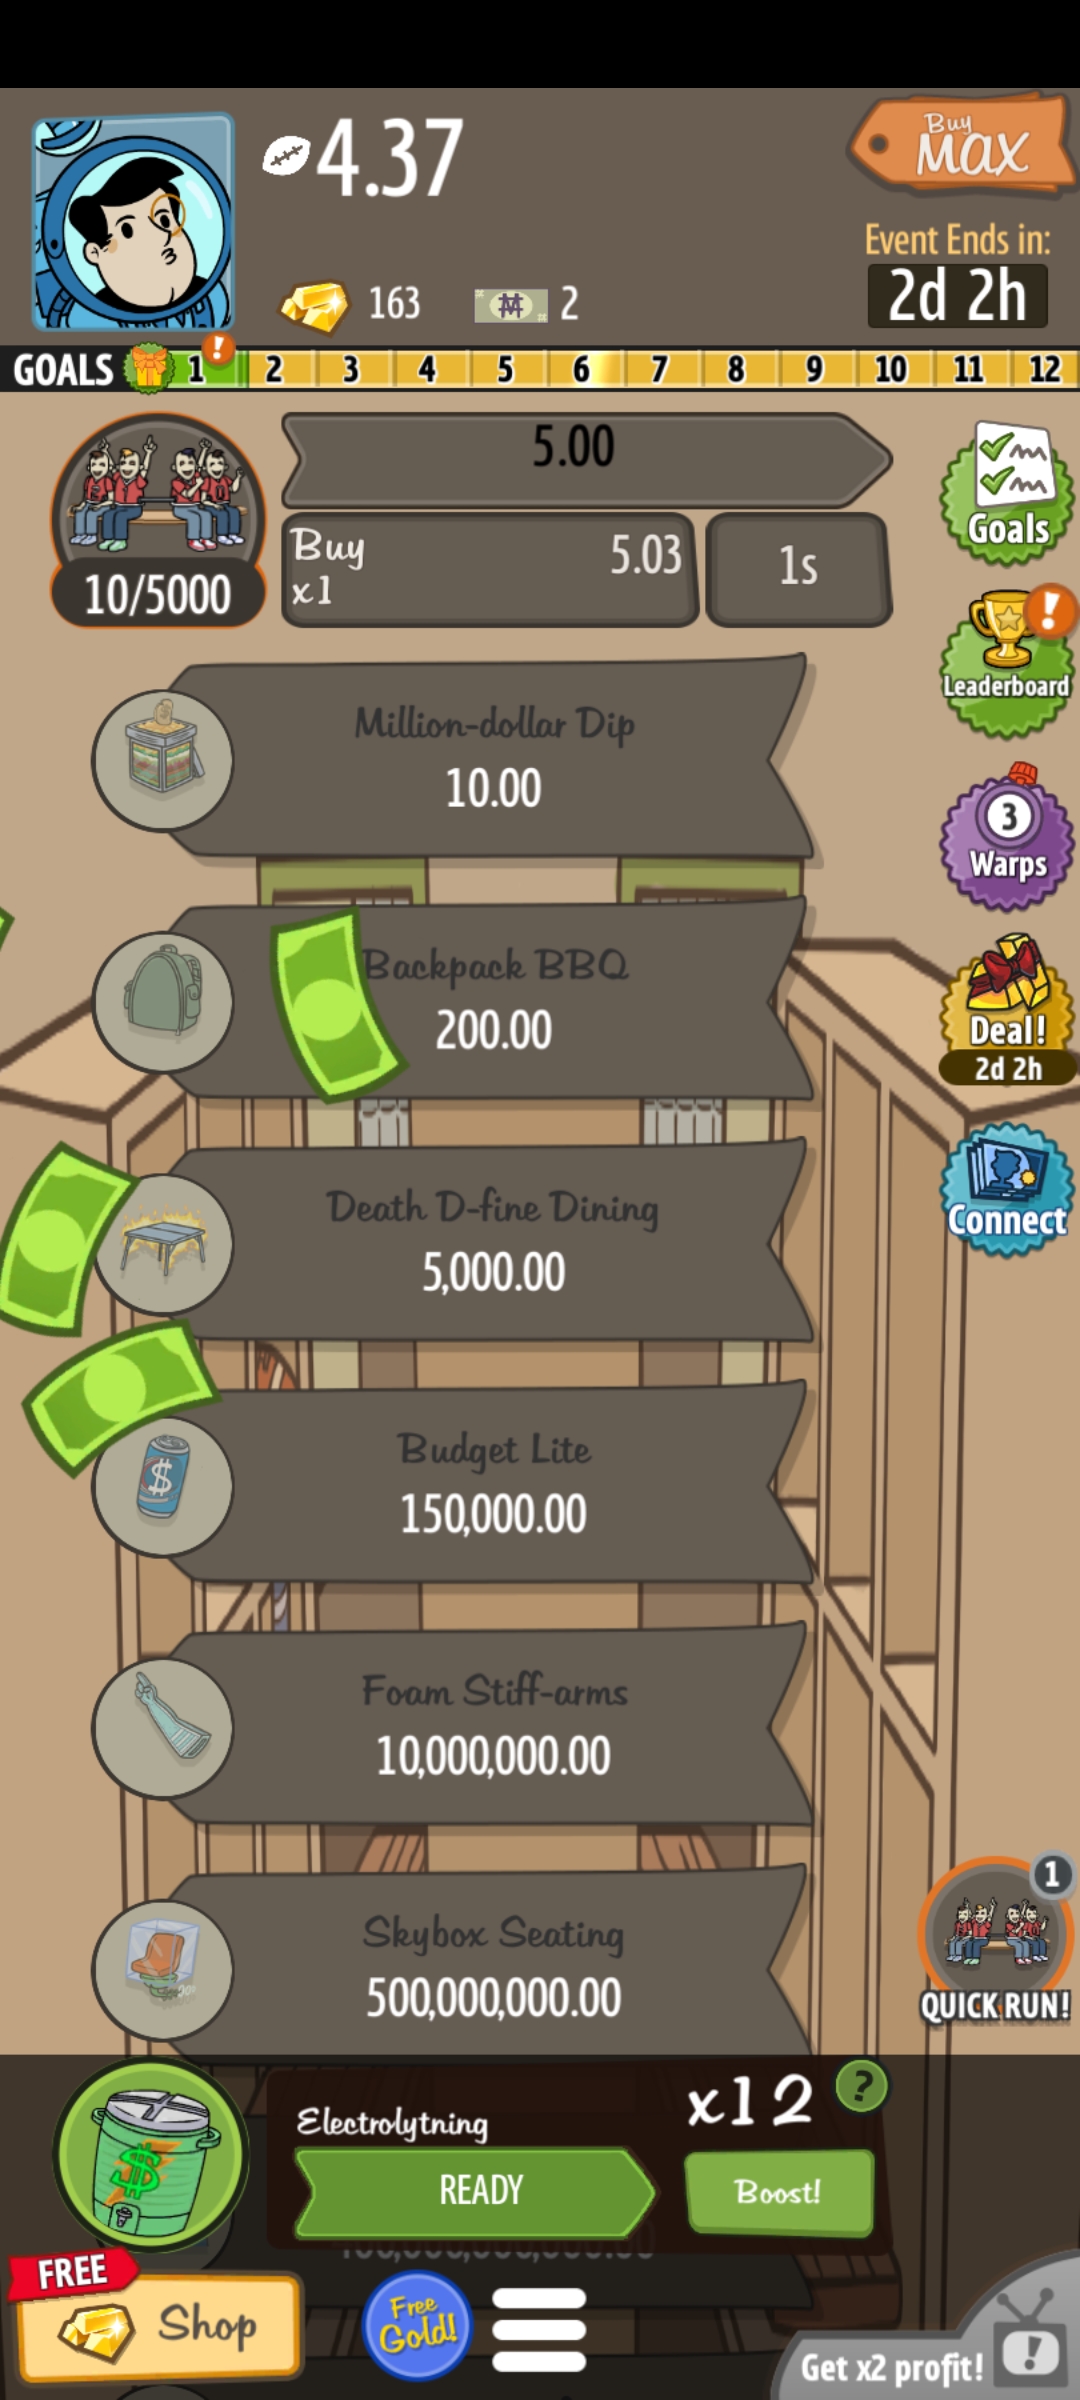 4.37
Buy
MAX
163
2
Event Ends in:
2d 2h
GOALS 1 ! 2 3 4 5 6 7 8 9 10 11 12
5.00
Buy
x1
5.03
1s
10/5000
Goals
Million-dollar Dip
10.00
!
Leaderboard
3
Warps
Backpack BBQ
200.00
Deal!
2d 2h
Death D-fine Dining
5,000.00
Connect
Budget Lite
150,000.00
$
Foam Stiff-arms
10,000,000.00
Skybox Seating
500,000,000.00
1
QUICK RUN!
Electrolytning
x12
?
READY
Boost!
$
FREE
Shop
Free
Gold!
Get x2 profit!
!